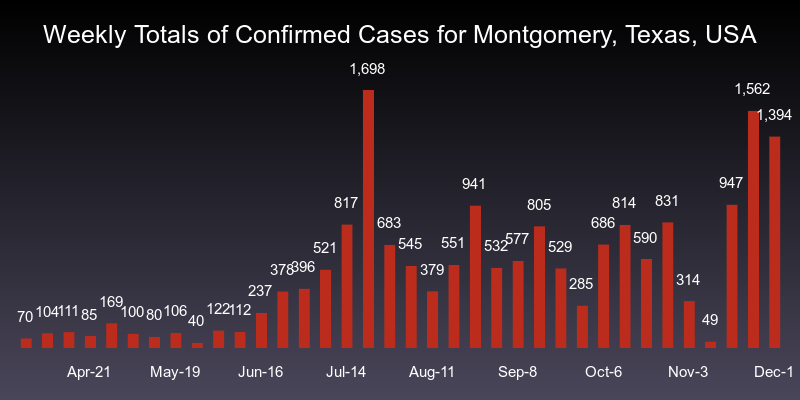 Weekly Totals of Confirmed Cases for Montgomery, Texas, USA
70 104 111 85 169 100 80 106 40 122 112 237 378 396 521 817 1,698 683 545 379 551 941 532 577 805 529 285 686 814 590 831 314 49 947 1,562 1,394
Apr-21 May-19 Jun-16 Jul-14 Aug-11 Sep-8 Oct-6 Nov-3 Dec-1